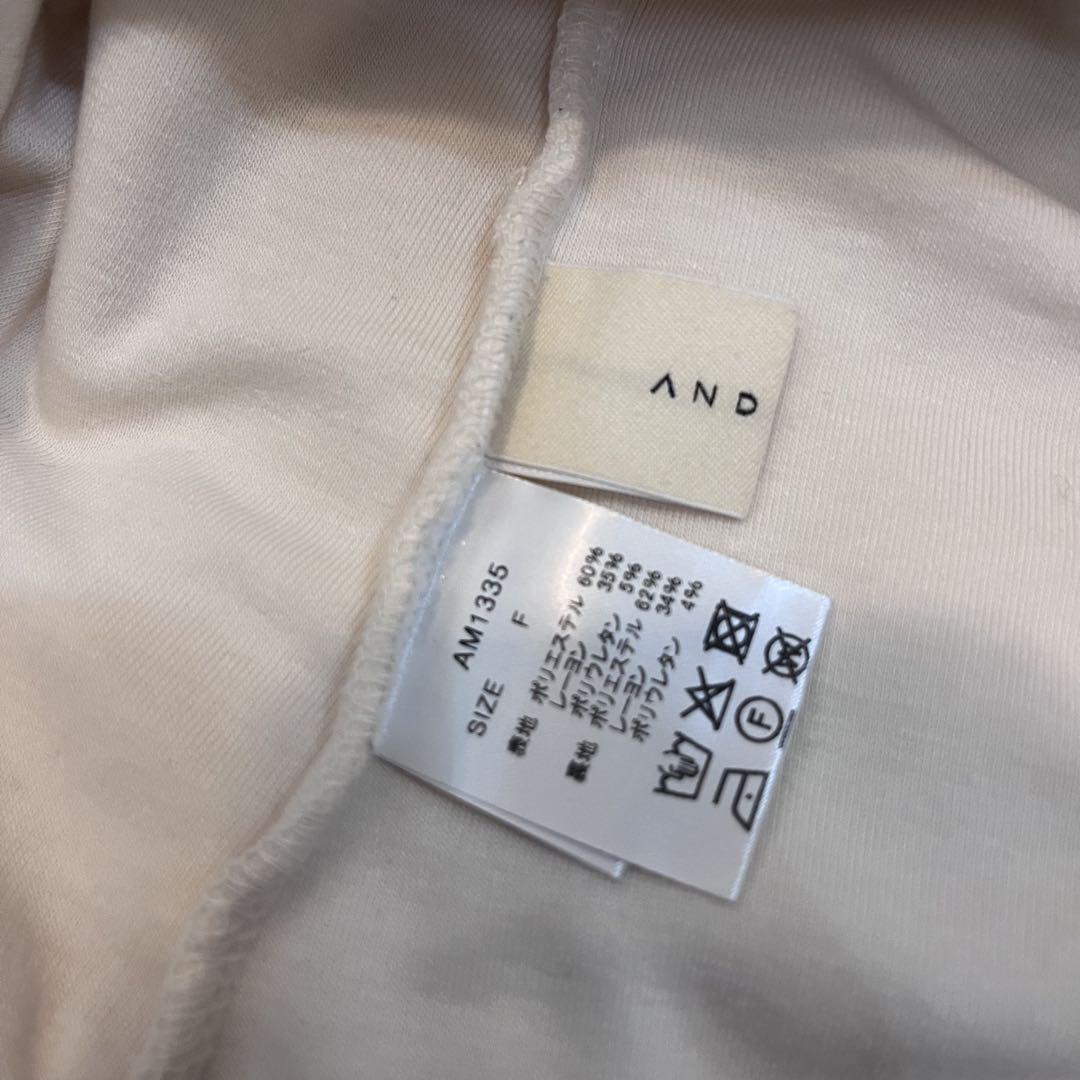 AND
AM1335
SIZE F
表地 ポリエステル 60%
レーヨン 35%
ポリウレタン 5%
裏地 ポリエステル 62%
レーヨン 34%
ポリウレタン 4%
F